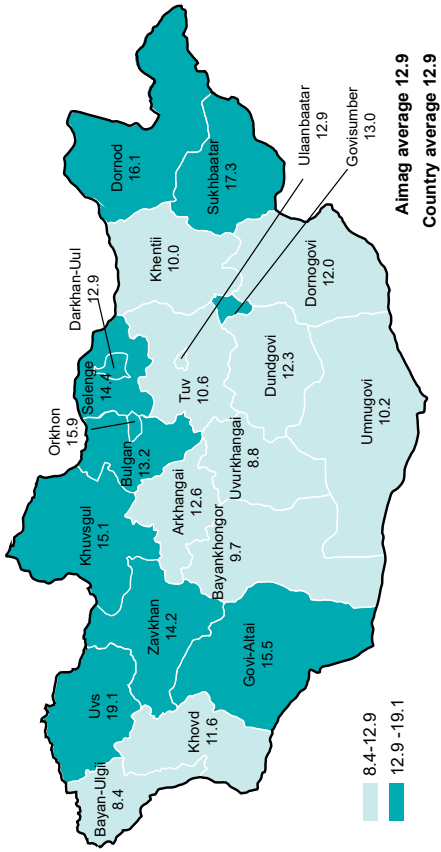 Bayan-Ulgii
8.4
Uvs
19.1
Khovd
11.6
Zavkhan
14.2
Govi-Altai
15.5
Khuvsgul
15.1
Bayankhongor
9.7
Arkhangai
12.6
Uvurkhangai
8.8
Orkhon
15.9
Bulgan
13.2
Selenge
14.4
Darkhan-Uul
12.9
Tuv
10.6
Dundgovi
12.3
Umnugovi
10.2
Khentii
10.0
Dornogovi
12.0
Dornod
16.1
Sukhbaatar
17.3
Ulaanbaatar
12.9
Govisumber
13.0
8.4-12.9
12.9 -19.1
Aimag average 12.9
Country average 12.9